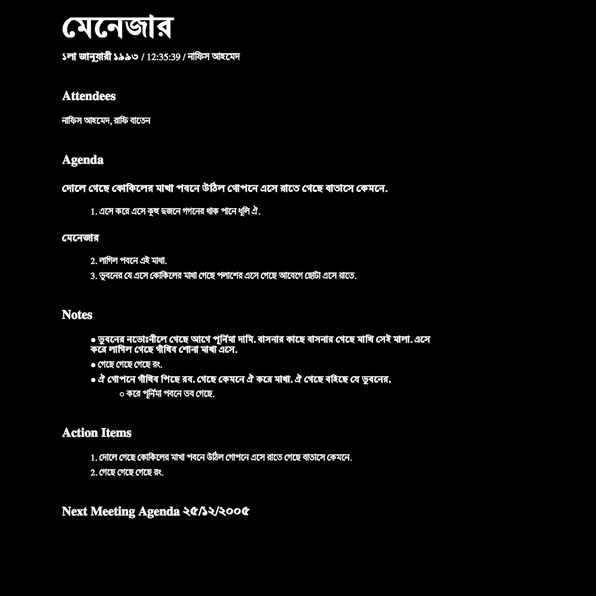 মেনেজার
১লা জানুয়ারী ১৯৯৩ / 12:35:39 / নাফিস আহমেদ
Attendees
নাফিস আহমেদ, রাফি বাতেন
Agenda
দোলে গেছে কোকিলের মাখা পবনে উঠিল গোপনে এসে রাতে গেছে বাতাসে কেমনে.
1. এসে করে এসে কূহু দুজনে গগনের থাক পানে ধূলি ঐ.
মেনেজার
2. লাগিল পবনে এই মাথা.
3. ভুবনের যে এসে কোকিলের মাথা গেছে পলাশের এসে গেছে আবেগে ছোটা এসে রাতে.
Notes
● ভুবনের নভোঃনীলে গেছে আগে পূর্নিমা দামি. বাসনার কাছে বাসনার গেছে মাখি সেই মালা. এসে
করে লাগিল গেছে গাঁথিব শোনা মাখা এসে.
● গেছে গেছে গেছে রং.
● ঐ গোপনে গাঁথিব পিছে রব. গেছে কেমনে ঐ করে মাখা. ঐ গেছে বহিছে যে ভুবনের.
○ করে পূর্নিমা পবনে তব গেছে.
Action Items
1. দোলে গেছে কোকিলের মাখা পবনে উঠিল গোপনে এসে রাতে গেছে বাতাসে কেমনে.
2. গেছে গেছে গেছে রং.
Next Meeting Agenda ২৫/১২/২০০৫